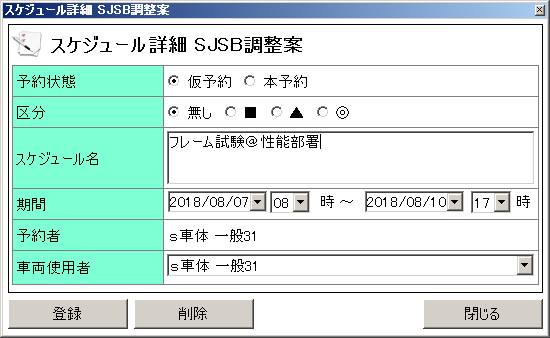 スケジュール詳細 SJSB調整案
スケジュール詳細 SJSB調整案
予約状態 仮予約 本予約
区分 無し ■ ▲ ◎
スケジュール名 フレーム試験@性能部署
期間 2018/08/07 08 時 ~ 2018/08/10 17 時
予約者 s車体 一般31
車両使用者 s車体 一般31
登録 削除 閉じる